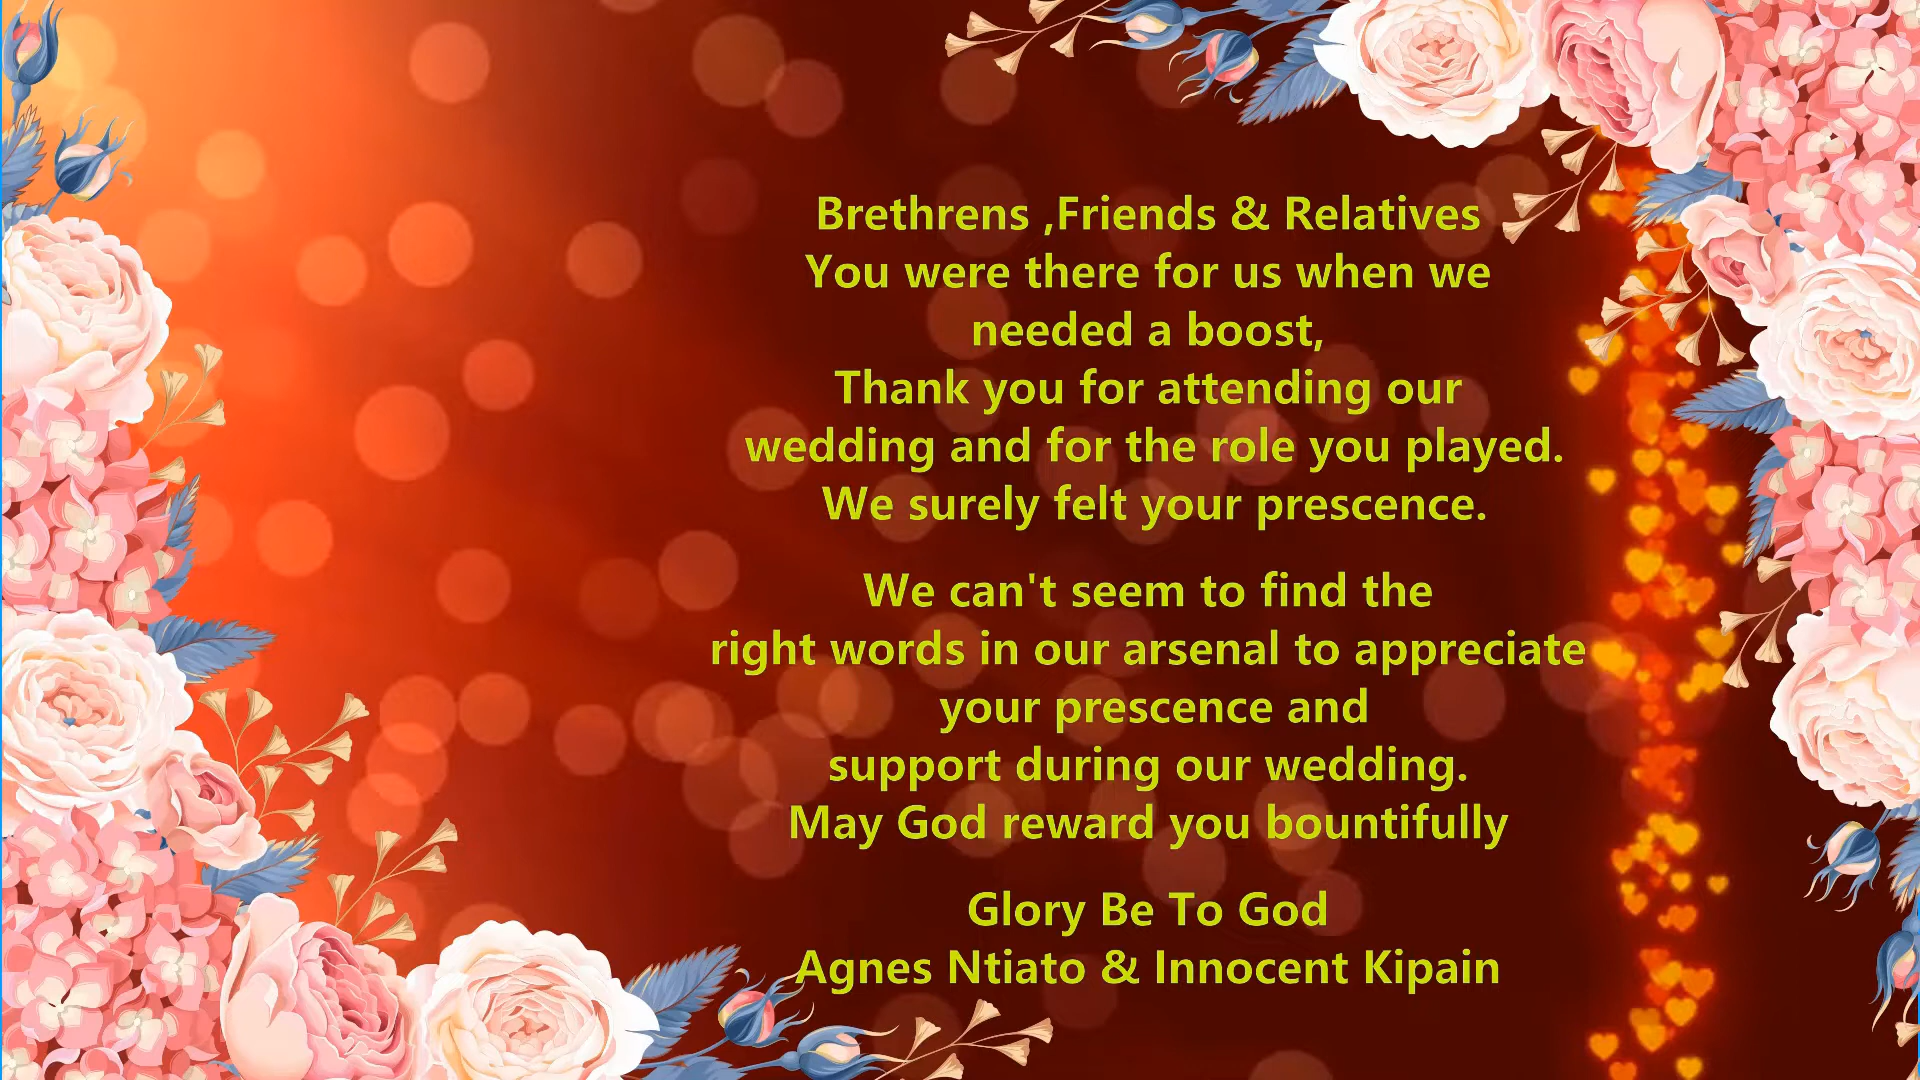 Brethrens ,Friends & Relatives
You were there for us when we
needed a boost,
Thank you for attending our
wedding and for the role you played.
We surely felt your prescence.
We can't seem to find the
right words in our arsenal to appreciate
your prescence and
support during our wedding.
May God reward you bountifully
Glory Be To God
Agnes Ntiato & Innocent Kipain